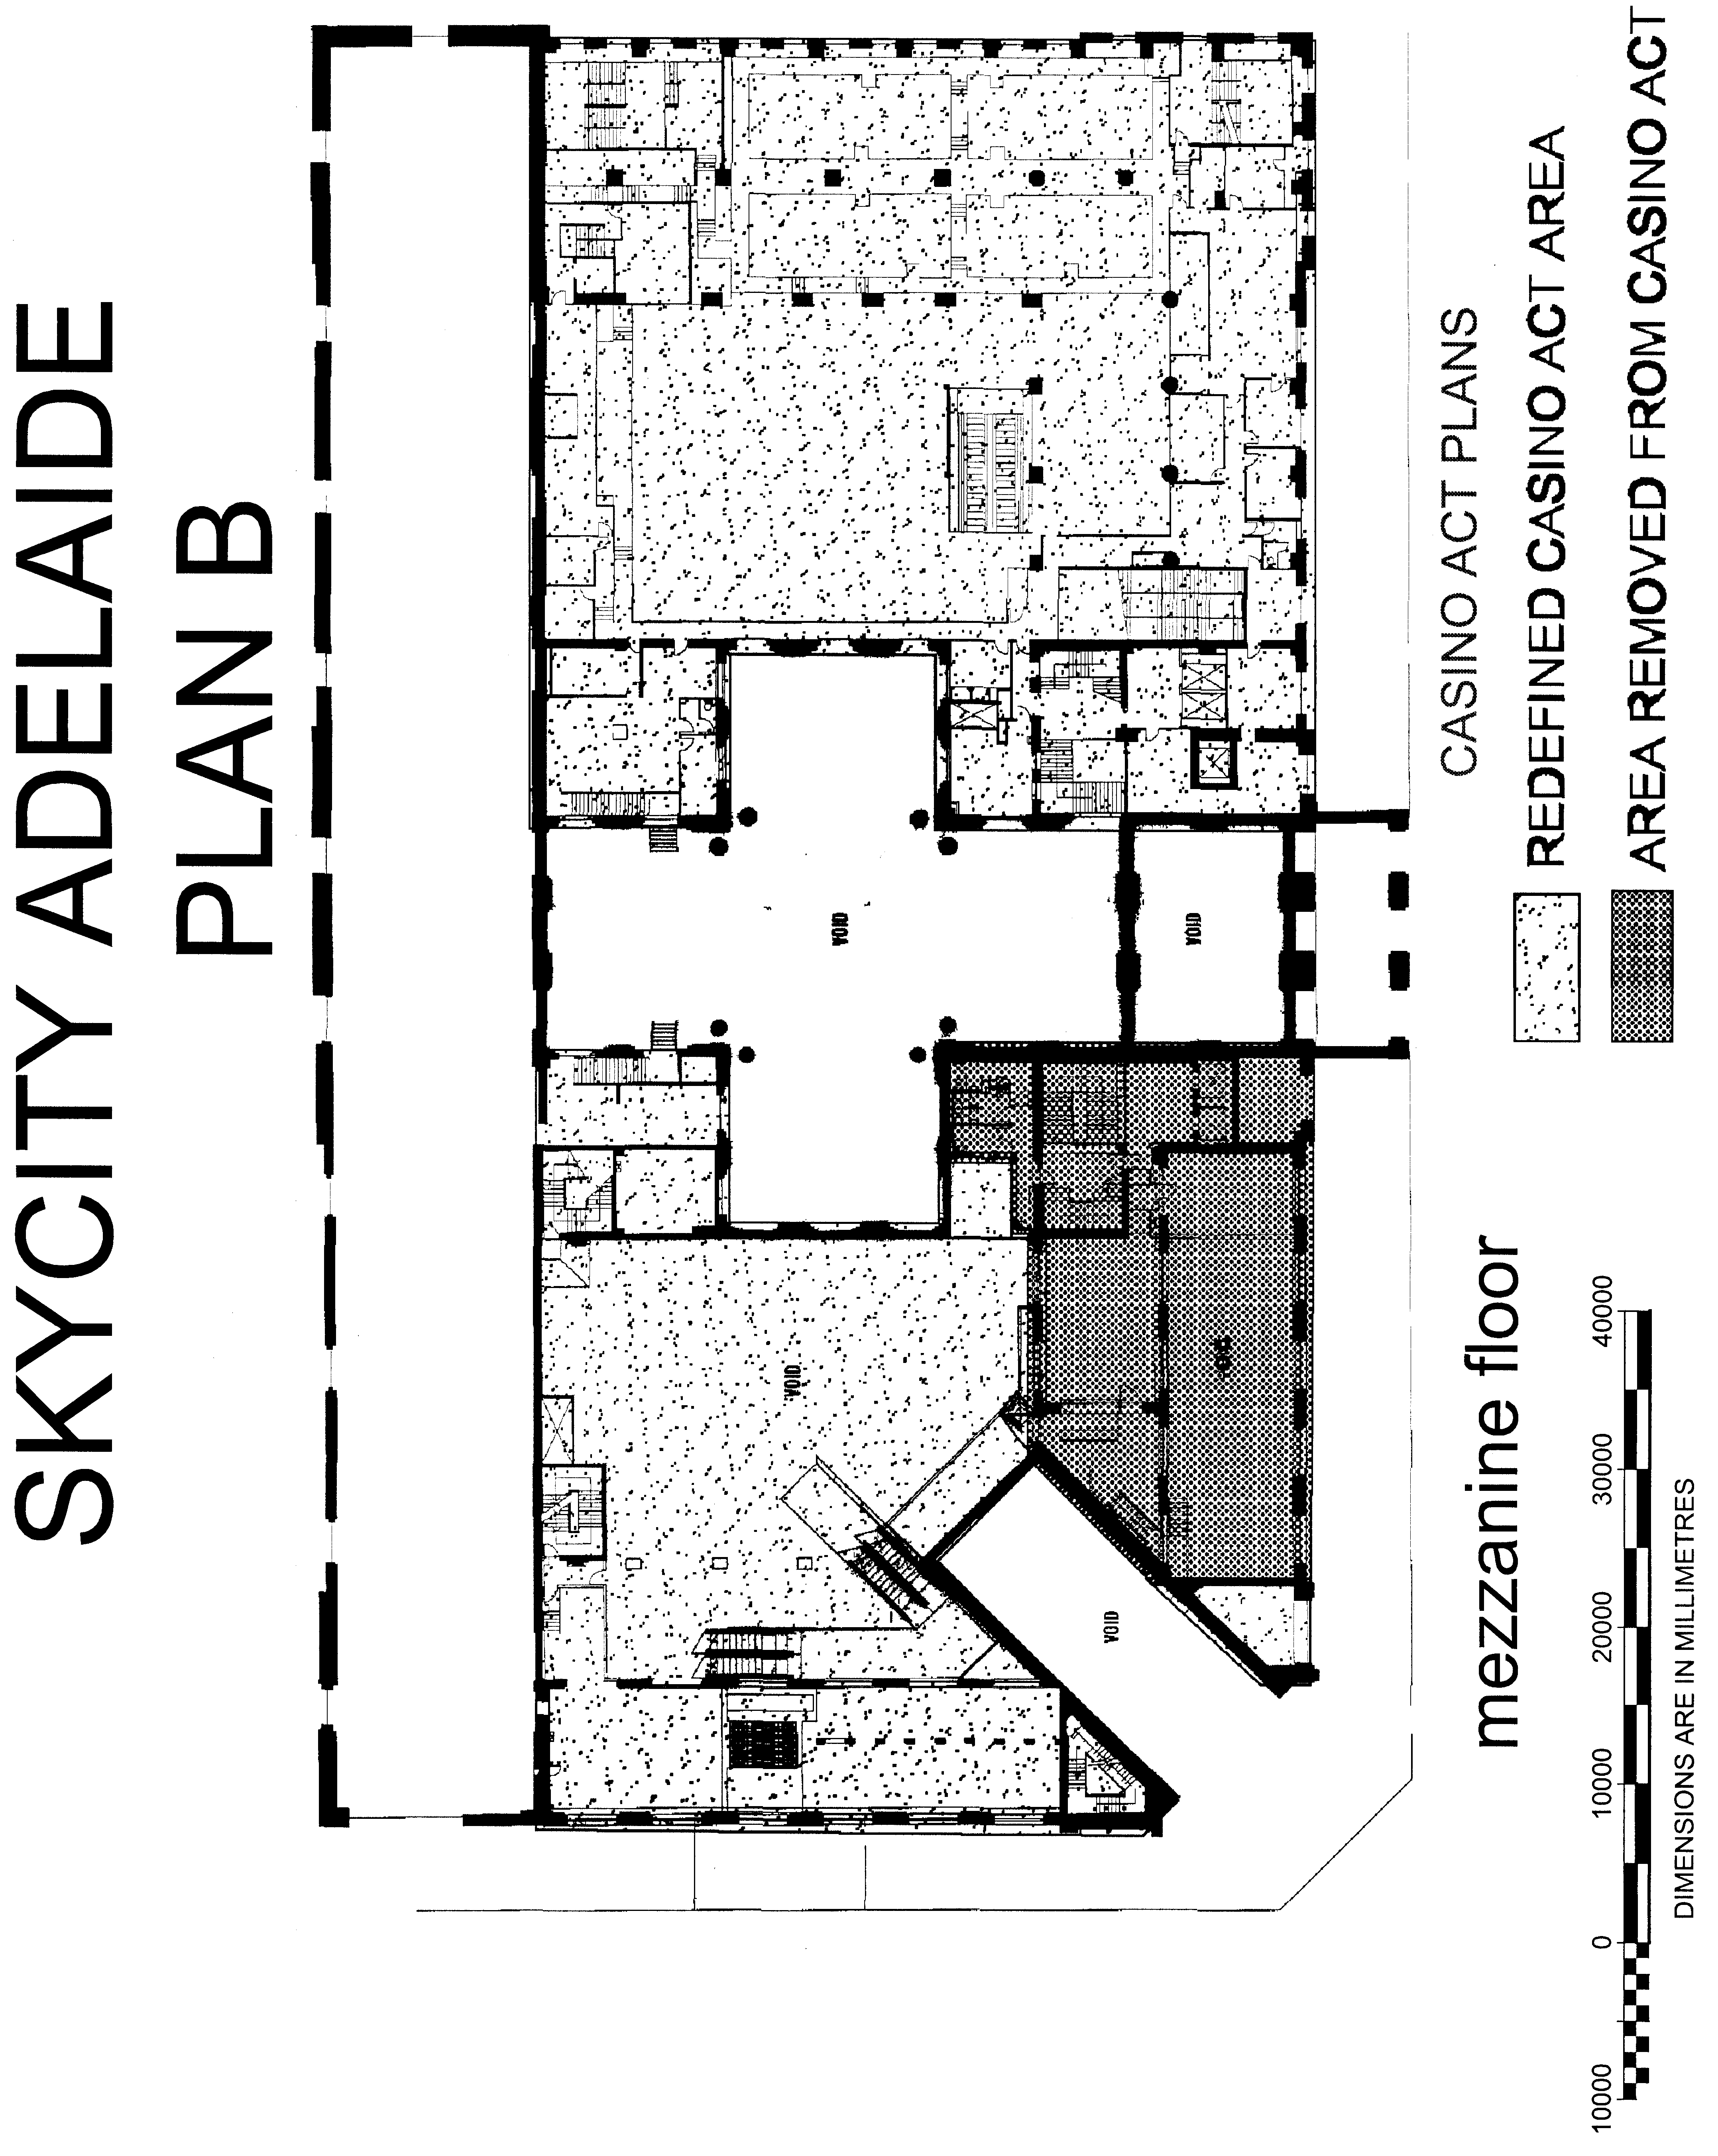 SKYCITY ADELAIDE
PLAN B
VOID
VOID
VOID
VOID
CASINO ACT PLANS
REDEFINED CASINO ACT AREA
AREA REMOVED FROM CASINO ACT
mezzanine floor
10000 0 10000 20000 30000 40000
DIMENSIONS ARE IN MILLIMETRES